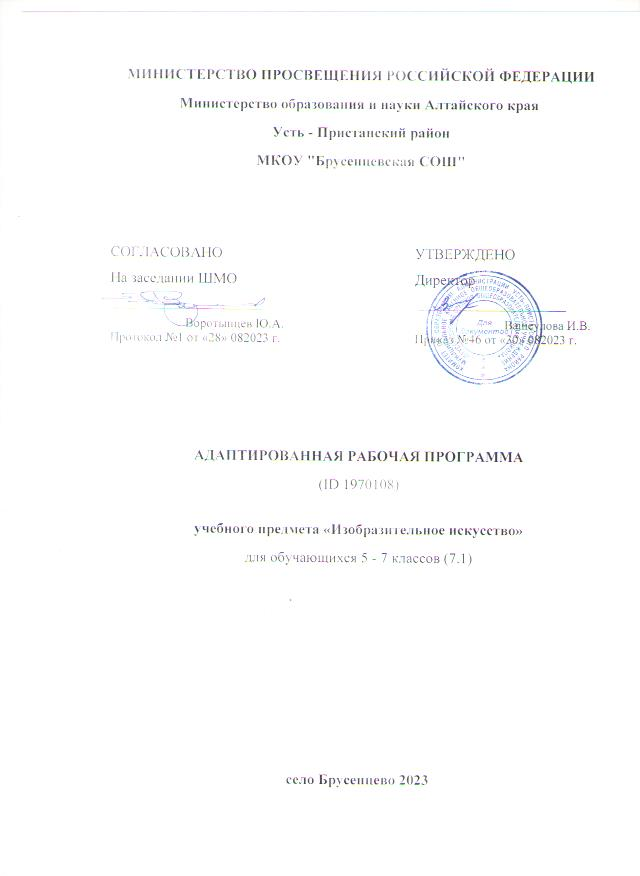 МИНИСТЕРСТВО ПРОСВЕЩЕНИЯ РОССИЙСКОЙ ФЕДЕРАЦИИ
Министерство образования и науки Алтайского края
Усть - Пристанский район
МКОУ "Брусенцевская СОШ"
СОГЛАСОВАНО
На заседании ШМО
Воротынцев Ю.А.
Протокол №1 от «28» 082023 г.
УТВЕРЖДЕНО
Директор
И.В.
Приказ №46 от «30» 082023 г.
Для
документов
АДАПТИРОВАННАЯ РАБОЧАЯ ПРОГРАММА
(ID 1970108)
учебного предмета «Изобразительное искусство»
для обучающихся 5 - 7 классов (7.1)
село Брусенцево 2023